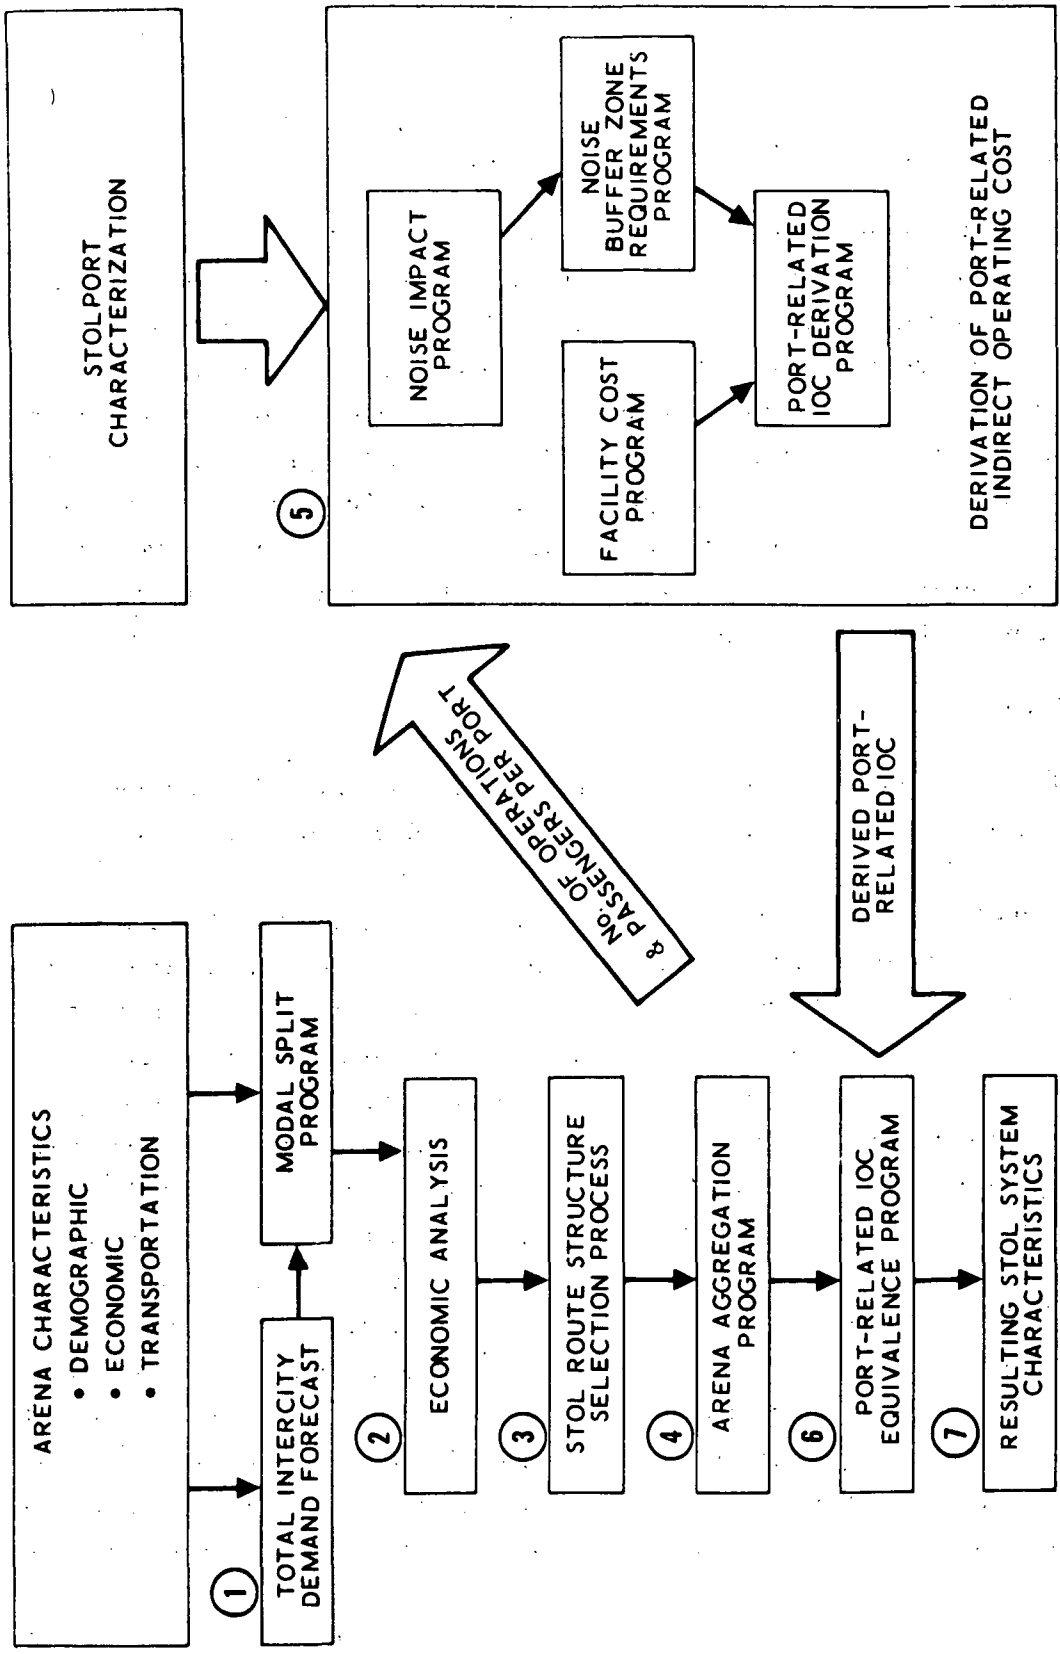 ARENA CHARACTERISTICS
• DEMOGRAPHIC
• ECONOMIC
• TRANSPORTATION
1
TOTAL INTERCITY
DEMAND FORECAST
MODAL SPLIT
PROGRAM
2
ECONOMIC ANALYSIS
3
STOL ROUTE STRUCTURE
SELECTION PROCESS
4
ARENA AGGREGATION
PROGRAM
6
PORT-RELATED IOC
EQUIVALENCE PROGRAM
7
RESULTING STOL SYSTEM
CHARACTERISTICS
No. OF OPERATIONS
& PASSENGERS PER PORT
DERIVED PORT-
RELATED IOC
STOLPORT
CHARACTERIZATION
5
NOISE IMPACT
PROGRAM
FACILITY COST
PROGRAM
NOISE
BUFFER ZONE
REQUIREMENTS
PROGRAM
PORT-RELATED
IOC DERIVATION
PROGRAM
DERIVATION OF PORT-RELATED
INDIRECT OPERATING COST